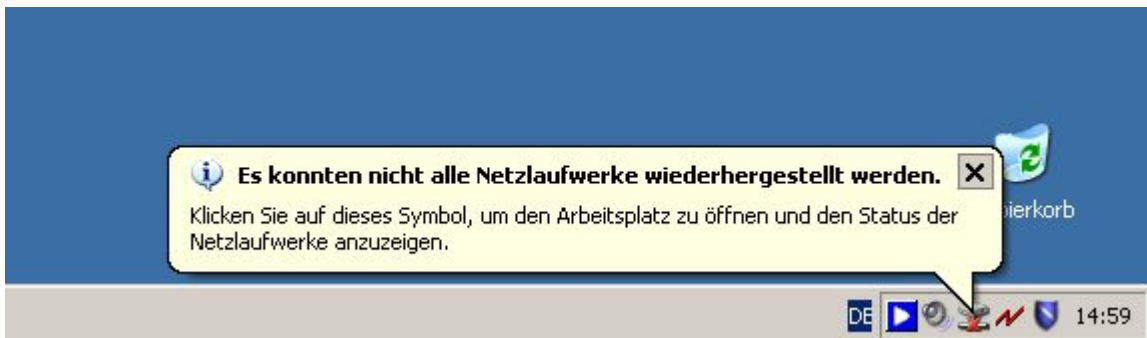 Es konnten nicht alle Netzlaufwerke wiederhergestellt werden.
Klicken Sie auf dieses Symbol, um den Arbeitsplatz zu öffnen und den Status der
Netzlaufwerke anzuzeigen.
ierkorb
DE
14:59